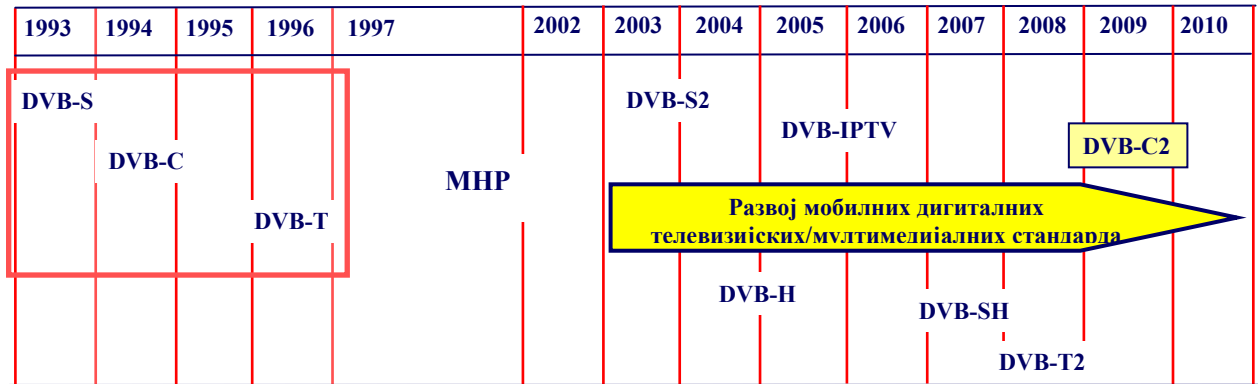 1993 1994 1995 1996 1997 2002 2003 2004 2005 2006 2007 2008 2009 2010
DVB-S
DVB-S2
DVB-IPTV
DVB-C
DVB-C2
MHP
DVB-T
Развој мобилних дигиталних
телевизијских/мултимедијалних стандарда
DVB-H
DVB-SH
DVB-T2